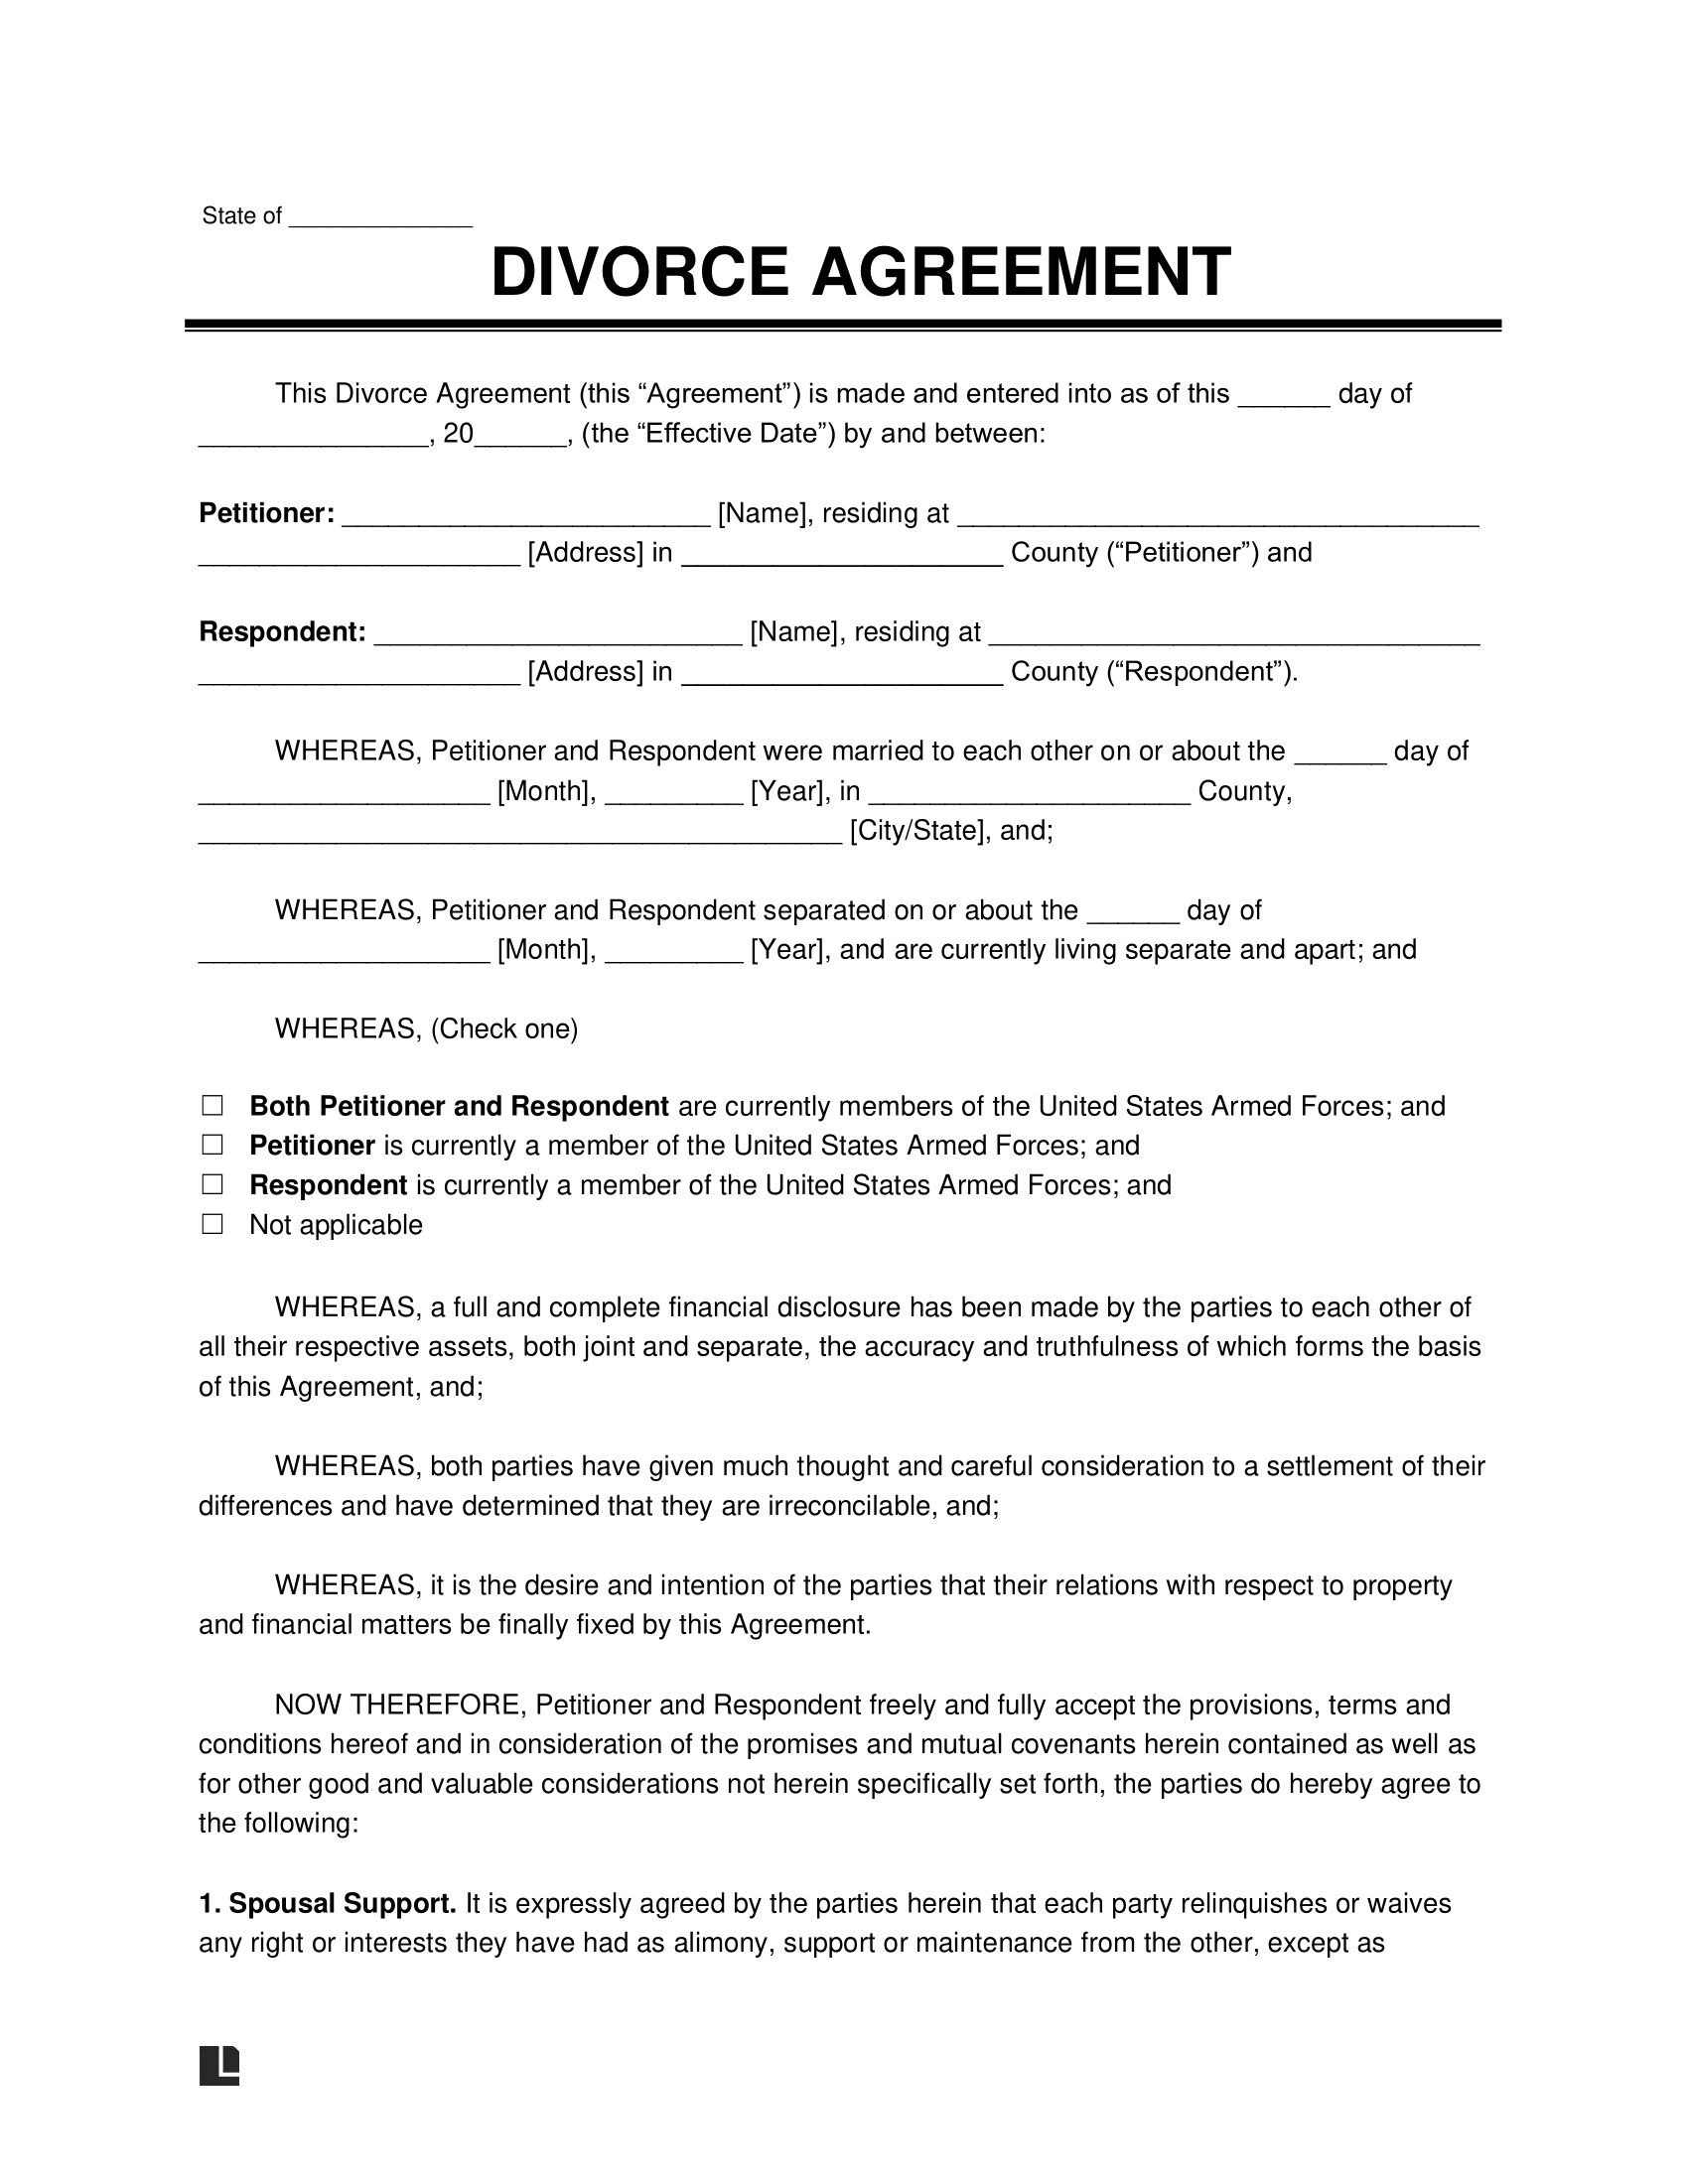 State of ______________
DIVORCE AGREEMENT
This Divorce Agreement (this “Agreement”) is made and entered into as of this ______ day of
_______________, 20______, (the “Effective Date”) by and between:
Petitioner: ________________________ [Name], residing at __________________________________
_____________________ [Address] in _____________________ County (“Petitioner”) and
Respondent: ________________________ [Name], residing at ________________________________
_____________________ [Address] in _____________________ County (“Respondent”).
WHEREAS, Petitioner and Respondent were married to each other on or about the ______ day of
___________________ [Month], _________ [Year], in _____________________ County,
__________________________________________ [City/State], and;
WHEREAS, Petitioner and Respondent separated on or about the ______ day of
___________________ [Month], _________ [Year], and are currently living separate and apart; and
WHEREAS, (Check one)
☐ Both Petitioner and Respondent are currently members of the United States Armed Forces; and
☐ Petitioner is currently a member of the United States Armed Forces; and
☐ Respondent is currently a member of the United States Armed Forces; and
☐ Not applicable
WHEREAS, a full and complete financial disclosure has been made by the parties to each other of
all their respective assets, both joint and separate, the accuracy and truthfulness of which forms the basis
of this Agreement, and;
WHEREAS, both parties have given much thought and careful consideration to a settlement of their
differences and have determined that they are irreconcilable, and;
WHEREAS, it is the desire and intention of the parties that their relations with respect to property
and financial matters be finally fixed by this Agreement.
NOW THEREFORE, Petitioner and Respondent freely and fully accept the provisions, terms and
conditions hereof and in consideration of the promises and mutual covenants herein contained as well as
for other good and valuable considerations not herein specifically set forth, the parties do hereby agree to
the following:
1. Spousal Support. It is expressly agreed by the parties herein that each party relinquishes or waives
any right or interests they have had as alimony, support or maintenance from the other, except as